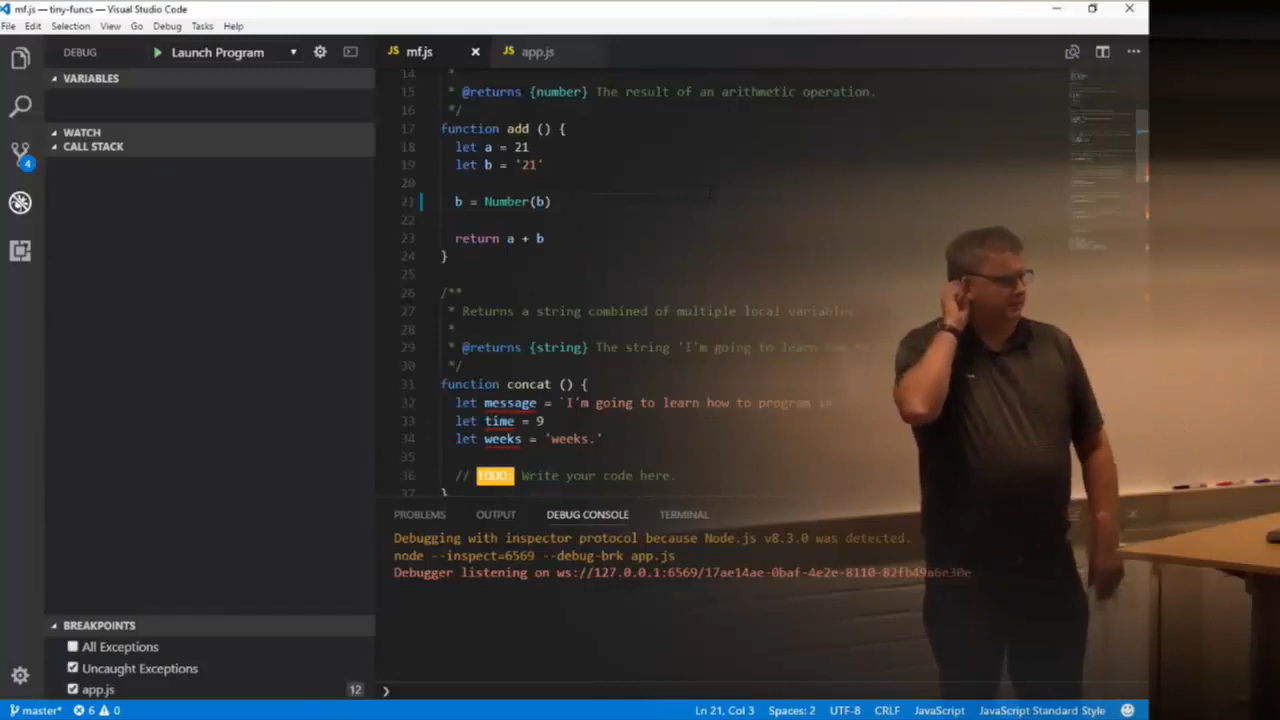 mf.js — tiny-funcs — Visual Studio Code
File Edit Selection View Go Debug Tasks Help
DEBUG Launch Program
mf.js app.js
VARIABLES
WATCH
CALL STACK
4
14 *
15 * @returns {number} The result of an arithmetic operation.
16 */
17 function add () {
18 let a = 21
19 let b = '21'
20
21 b = Number(b)
22
23 return a + b
24 }
25
26 /**
27 * Returns a string combined of multiple local variables
28 *
29 * @returns {string} The string 'I'm going to learn how to
30 */
31 function concat () {
32 let message = `I'm going to learn how to program in
33 let time = 9
34 let weeks = 'weeks.'
35
36 // Write your code here.
37 }
PROBLEMS OUTPUT DEBUG CONSOLE TERMINAL
Debugging with inspector protocol because Node.js v8.3.0 was detected.
node --inspect=6569 --debug-brk app.js
Debugger listening on ws://127.0.0.1:6569/17ae14ae-0baf-4e2e-8110-82fb49a6e30e
BREAKPOINTS
All Exceptions
Uncaught Exceptions
app.js 12
master* 6 0 Ln 21, Col 3 Spaces: 2 UTF-8 CRLF JavaScript JavaScript Standard Style